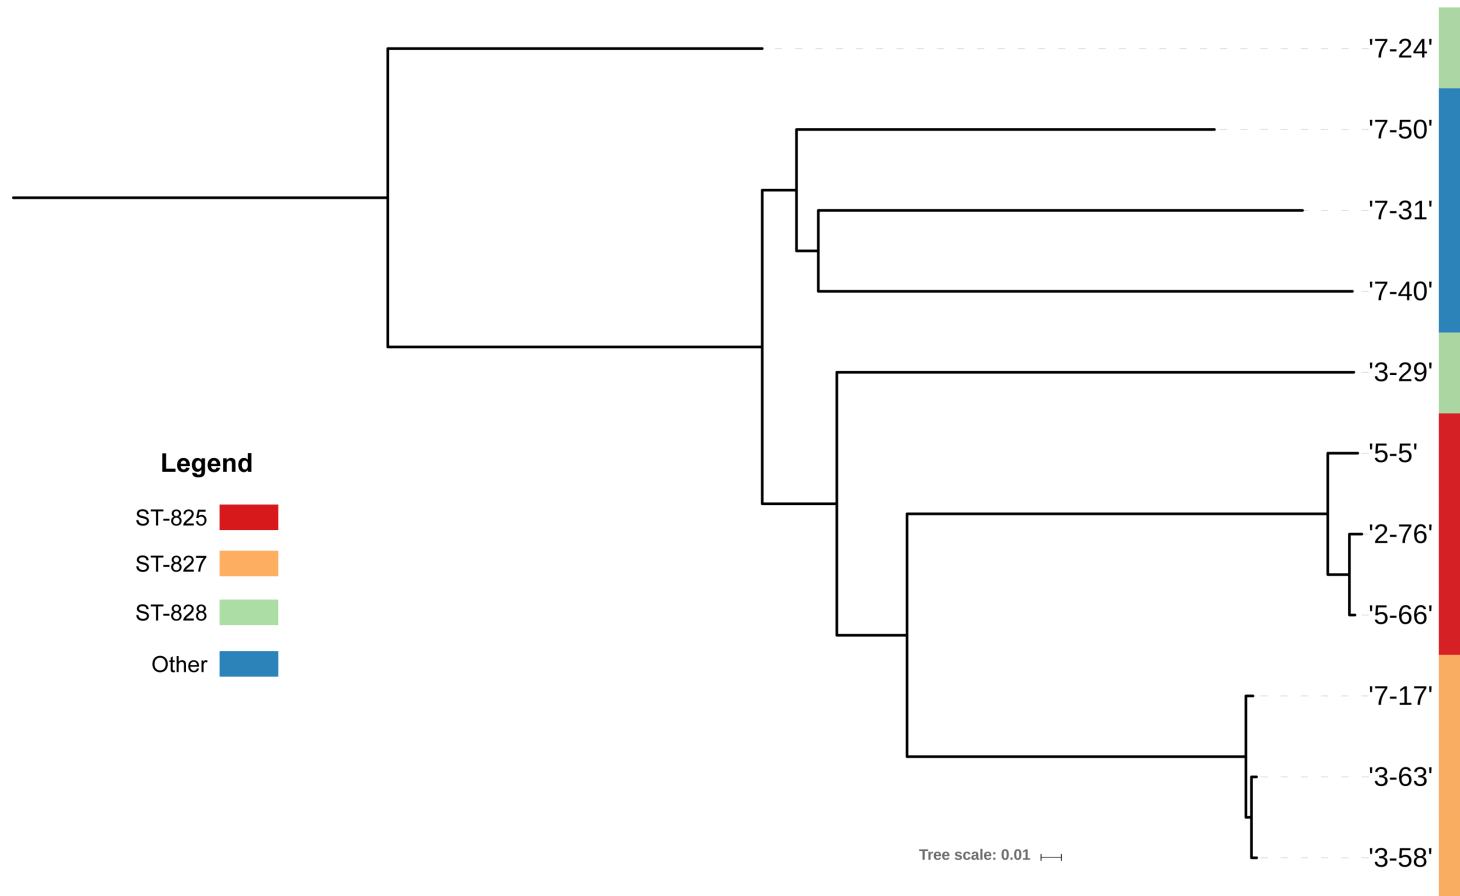 '7-24'
'7-50'
'7-31'
'7-40'
'3-29'
'5-5'
'2-76'
'5-66'
'7-17'
'3-63'
'3-58'
Legend
ST-825
ST-827
ST-828
Other
Tree scale: 0.01